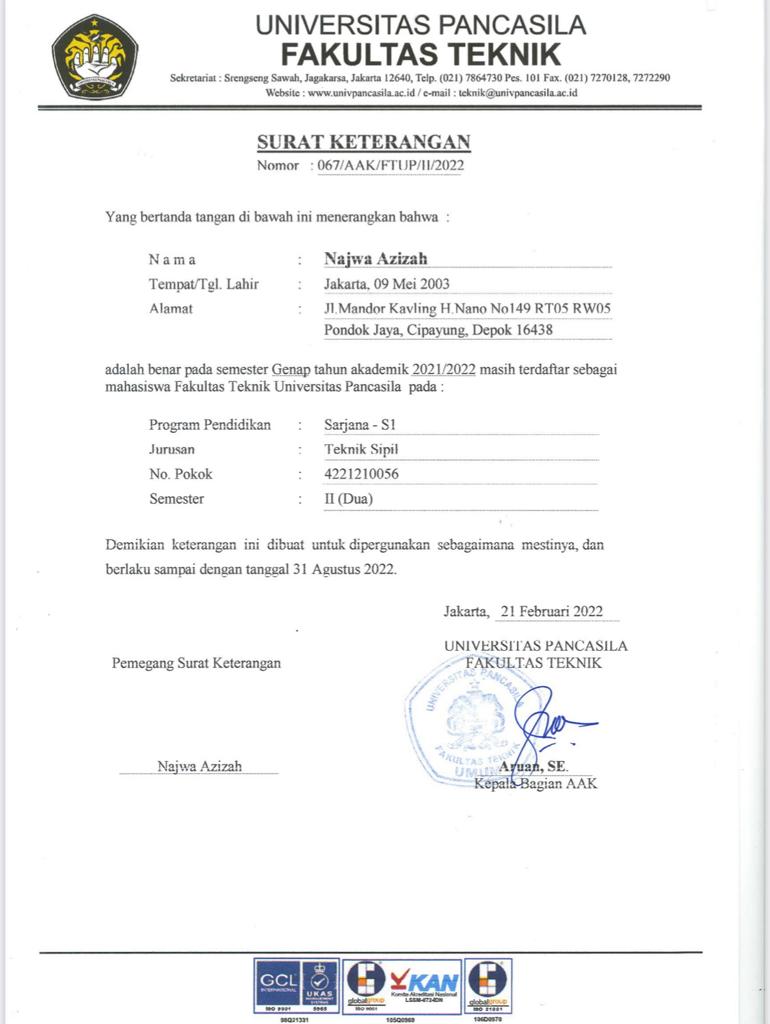 UNIVERSITAS PANCASILA
FAKULTAS TEKNIK
Sekretariat : Srengseng Sawah, Jagakarsa, Jakarta 12640, Telp. (021) 7864730 Pes. 101 Fax. (021) 7270128, 7272290
Website : www.univpancasila.ac.id / e-mail : teknik@univpancasila.ac.id
SURAT KETERANGAN
Nomor : 067/AAK/FTUP/II/2022
Yang bertanda tangan di bawah ini menerangkan bahwa :
N a m a : Najwa Azizah
Tempat/Tgl. Lahir : Jakarta, 09 Mei 2003
Alamat : Jl.Mandor Kavling H.Nano No149 RT05 RW05
Pondok Jaya, Cipayung, Depok 16438
adalah benar pada semester Genap tahun akademik 2021/2022 masih terdaftar sebagai
mahasiswa Fakultas Teknik Universitas Pancasila pada :
Program Pendidikan : Sarjana - S1
Jurusan : Teknik Sipil
No. Pokok : 4221210056
Semester : II (Dua)
Demikian keterangan ini dibuat untuk dipergunakan sebagaimana mestinya, dan
berlaku sampai dengan tanggal 31 Agustus 2022.
Jakarta, 21 Februari 2022
UNIVERSITAS PANCASILA
Pemegang Surat Keterangan
FAKULTAS TEKNIK
UNIVERSITAS PANCASILA
FAKULTAS TEKNIK
UMUM
Najwa Azizah
Aruan, SE.
Kepala Bagian AAK
GCL
INTERNATIONAL
UKAS
MANAGEMENT
SYSTEMS
ISO 9001
globalgroup
ISO 9001
KAN
Komite Akreditasi Nasional
globalgroup
ISO 21001